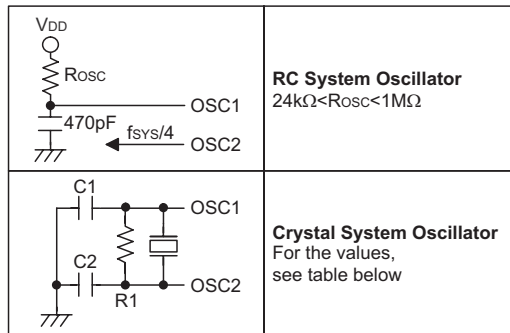 VDD
ROSC
OSC1
470pF
fSYS/4
OSC2
RC System Oscillator
24kΩ<ROSC<1MΩ
C1
OSC1
C2
R1
OSC2
Crystal System Oscillator
For the values,
see table below